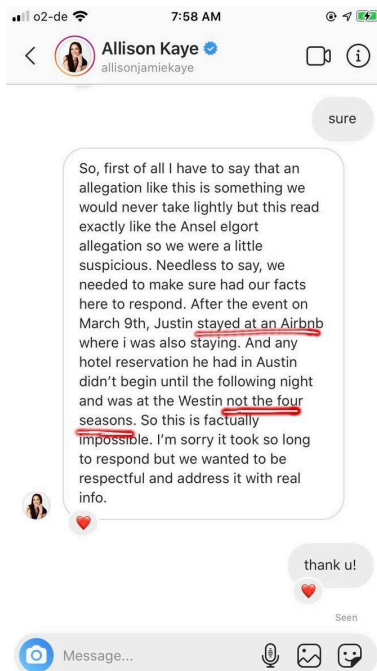 o2-de 7:58 AM
Allison Kaye
allisonjamiekaye
sure
So, first of all I have to say that an
allegation like this is something we
would never take lightly but this read
exactly like the Ansel elgort
allegation so we were a little
suspicious. Needless to say, we
needed to make sure had our facts
here to respond. After the event on
March 9th, Justin stayed at an Airbnb
where i was also staying. And any
hotel reservation he had in Austin
didn't begin until the following night
and was at the Westin not the four
seasons. So this is factually
impossible. I'm sorry it took so long
to respond but we wanted to be
respectful and address it with real
info.
thank u!
Seen
Message...